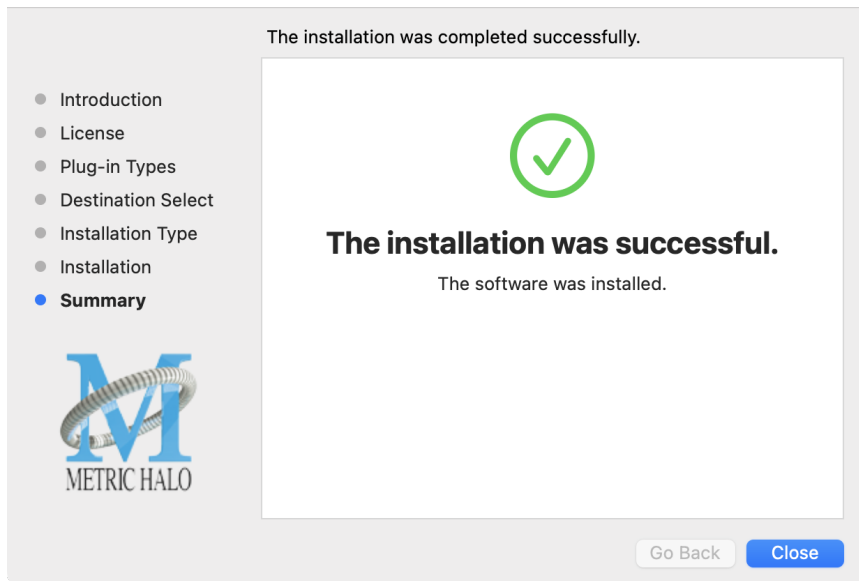 The installation was completed successfully.
Introduction
License
Plug-in Types
Destination Select
Installation Type
Installation
Summary
METRIC HALO
The installation was successful.
The software was installed.
Go Back
Close